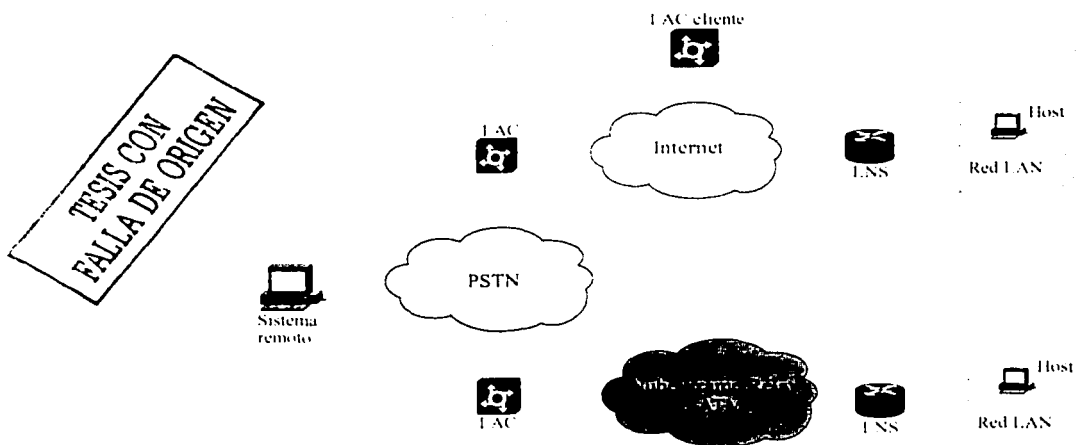 LAC cliente
TESIS CON
FALLA DE ORIGEN
LAC
Internet
LNS
Host
Red LAN
PSTN
Sistema
remoto
LAC
LNS
Host
Red LAN